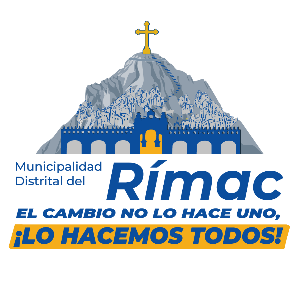 Municipalidad
Distrital del
Rímac
EL CAMBIO NO LO HACE UNO,
¡LO HACEMOS TODOS!